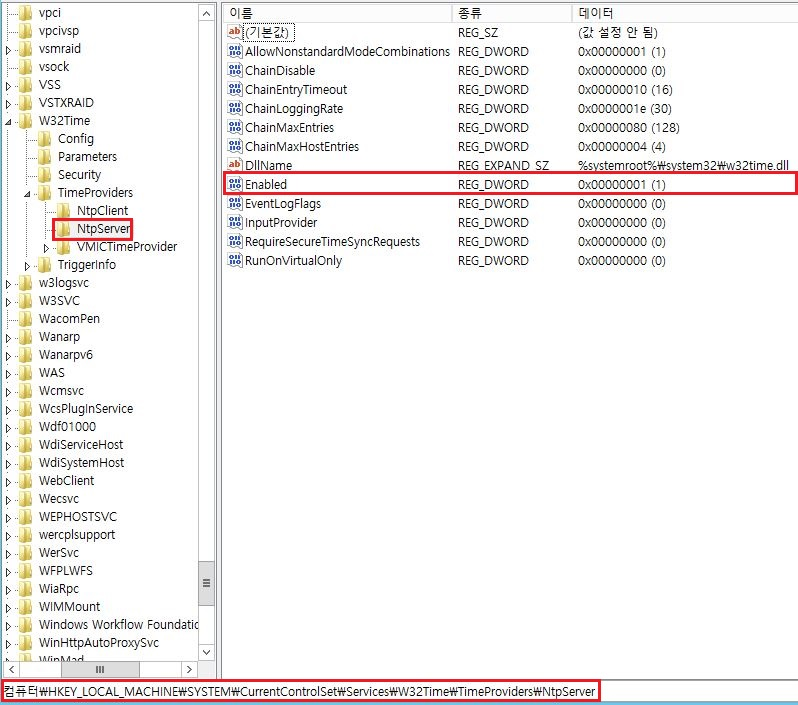 vpci
vpcivsp
vsmraid
vsock
VSS
VSTXRAID
W32Time
Config
Parameters
Security
TimeProviders
NtpClient
NtpServer
VMICTimeProvider
TriggerInfo
w3logsvc
W3SVC
WacomPen
Wanarp
Wanarpv6
WAS
Wcmsvc
WcsPlugInService
Wdf01000
WdiServiceHost
WdiSystemHost
WebClient
Wecsvc
WEPHOSTSVC
wercplsupport
WerSvc
WFPLWFS
WiaRpc
WIMMount
Windows Workflow Foundatio
WinHttpAutoProxySvc
WinMad
이름 종류 데이터
(기본값) REG_SZ (값 설정 안 됨)
AllowNonstandardModeCombinations REG_DWORD 0x00000001 (1)
ChainDisable REG_DWORD 0x00000000 (0)
ChainEntryTimeout REG_DWORD 0x00000010 (16)
ChainLoggingRate REG_DWORD 0x0000001e (30)
ChainMaxEntries REG_DWORD 0x00000080 (128)
ChainMaxHostEntries REG_DWORD 0x00000004 (4)
DllName REG_EXPAND_SZ %systemroot%₩system32₩w32time.dll
Enabled REG_DWORD 0x00000001 (1)
EventLogFlags REG_DWORD 0x00000000 (0)
InputProvider REG_DWORD 0x00000000 (0)
RequireSecureTimeSyncRequests REG_DWORD 0x00000000 (0)
RunOnVirtualOnly REG_DWORD 0x00000000 (0)
컴퓨터₩HKEY_LOCAL_MACHINE₩SYSTEM₩CurrentControlSet₩Services₩W32Time₩TimeProviders₩NtpServer